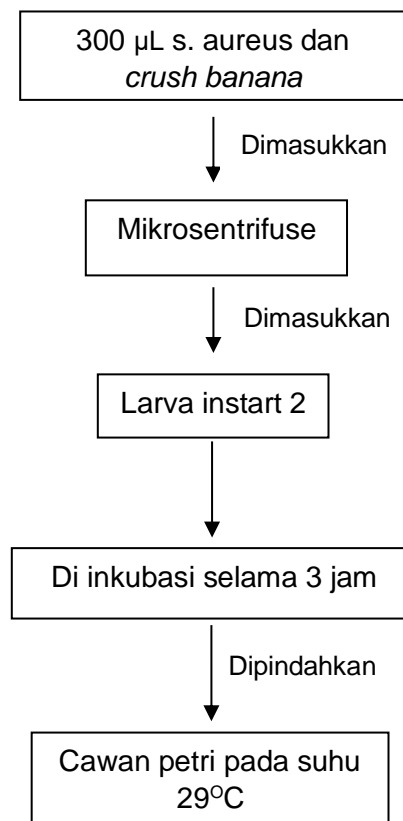 300 µL s. aureus dan
crush banana
Dimasukkan
Mikrosentrifuse
Dimasukkan
Larva instart 2
Di inkubasi selama 3 jam
Dipindahkan
Cawan petri pada suhu
29ᴼC